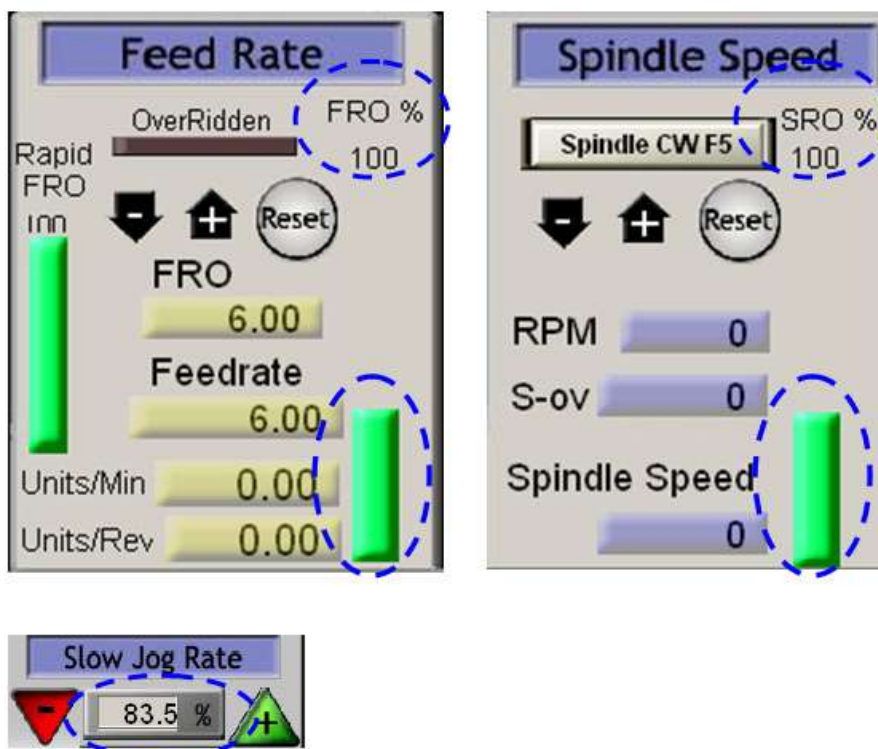 Feed Rate
OverRidden
FRO %
100
Rapid
FRO
100
-
+
Reset
FRO
6.00
Feedrate
6.00
Units/Min 0.00
Units/Rev 0.00
Spindle Speed
Spindle CW F5
SRO %
100
-
+
Reset
RPM 0
S-ov 0
Spindle Speed
0
Slow Jog Rate
- 83.5 % +